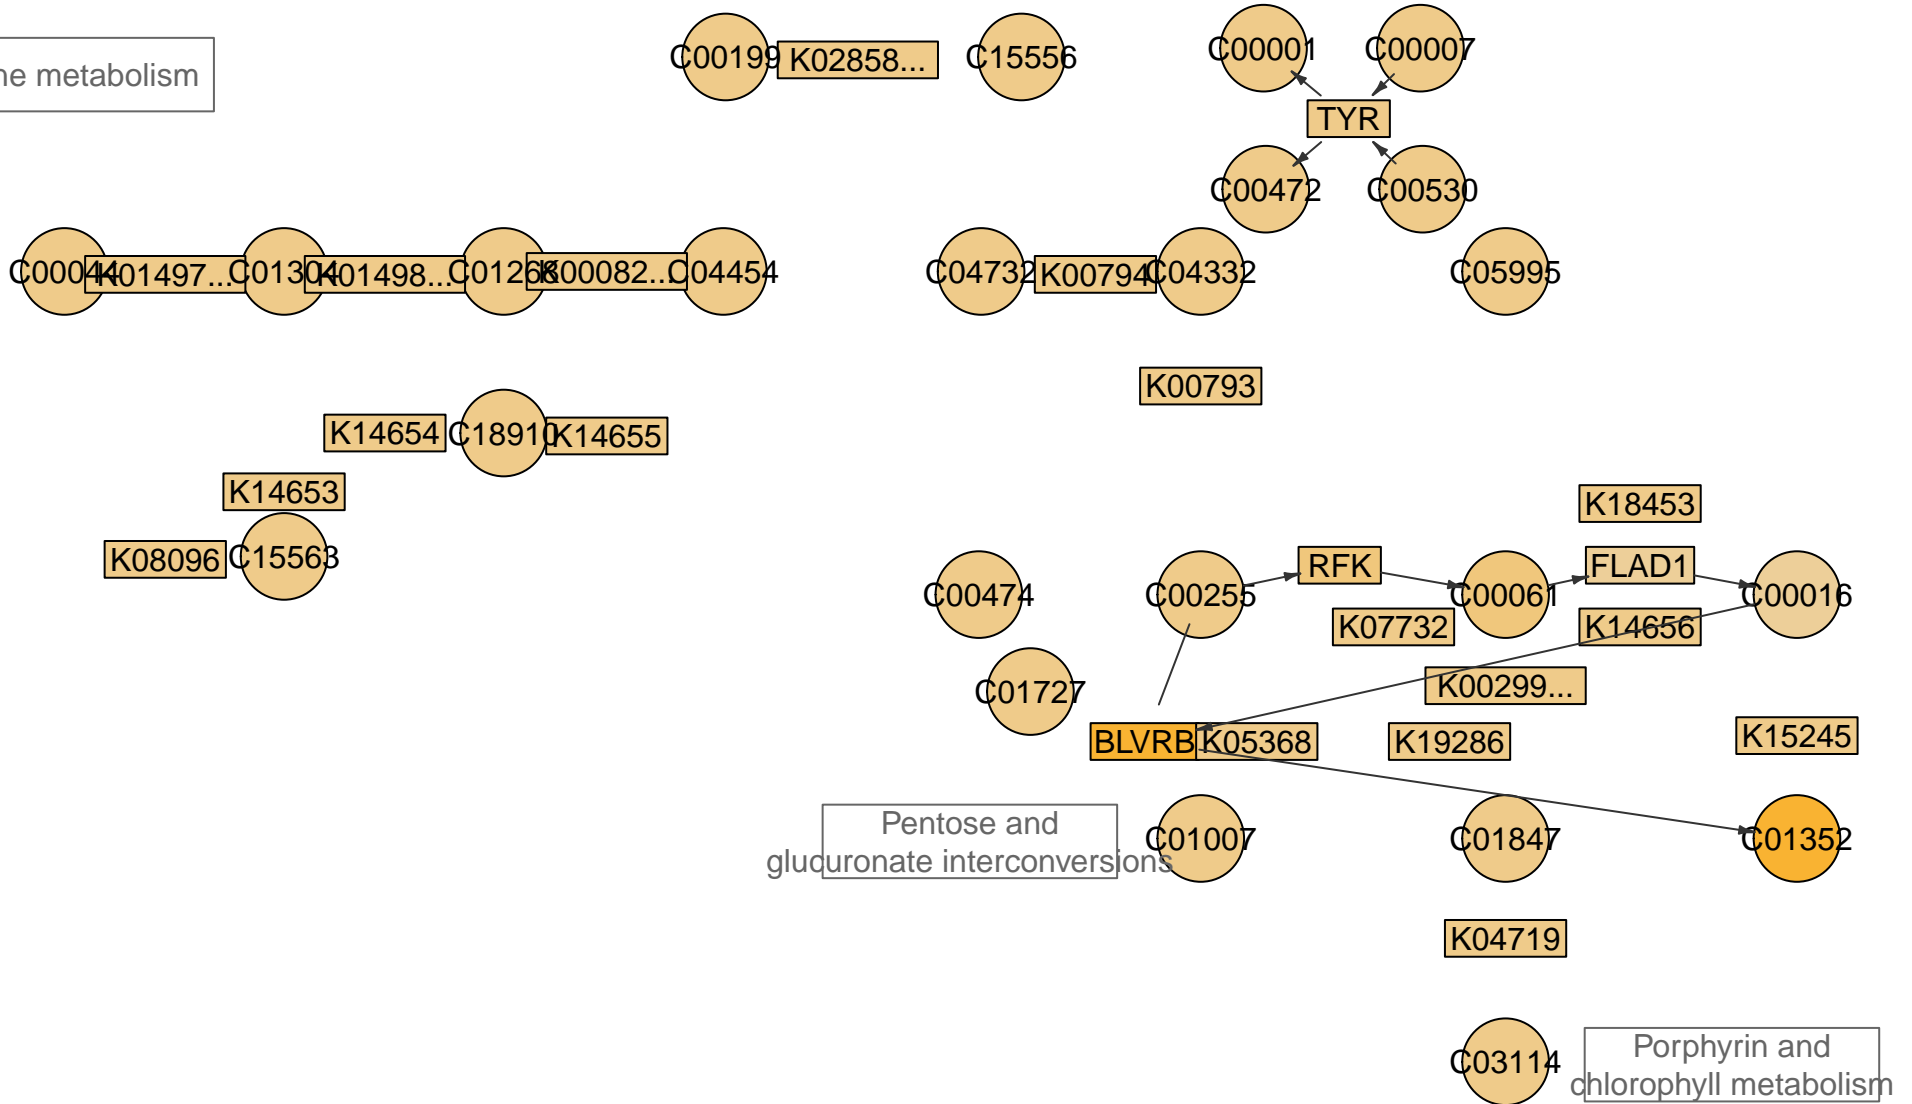 ne metabolism
C00199
K02858...
C15556
C00001
C00007
TYR
C00472
C00530
C00044
K01497...
C01304
K01498...
C01268
K00082...
C04454
C04732
K00794
C04332
C05995
K00793
K14654
C18910
K14655
K14653
K08096
C15563
K18453
C00474
C00255
RFK
C00061
FLAD1
C00016
K07732
K14656
C01727
K00299...
BLVRB
K05368
K19286
K15245
Pentose and
glucuronate interconversions
C01007
C01847
C01352
K04719
C03114
Porphyrin and
chlorophyll metabolism